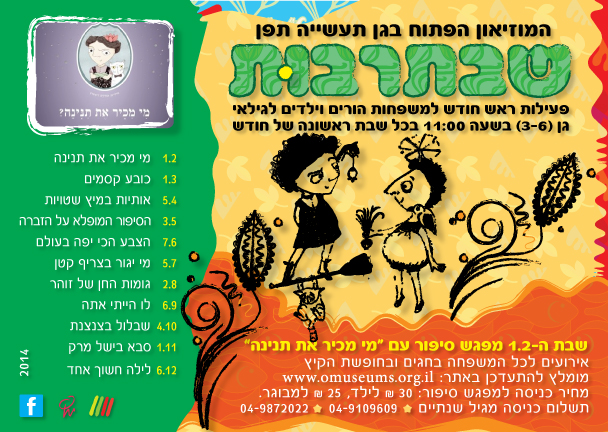 המוזיאון הפתוח בגן תעשייה תפן
שבתרבות
פעילות ראש חודש למשפחות הורים וילדים לגילאי
גן (3-6) בשעה 11:00 בכל שבת ראשונה של חודש
מי מכיר את תנינה?
1.2 מי מכיר את תנינה
1.3 כובע קסמים
5.4 אותיות במיץ שטויות
3.5 הסיפור המופלא על הזברה
7.6 הצבע הכי יפה בעולם
5.7 מי יגור בצריף קטן
2.8 גומות החן של זוהר
6.9 לו הייתי אתה
4.10 שבלול בצנצנת
1.11 סבא בישל מרק
6.12 לילה חשוך אחד
2014
שבת ה-1.2 מפגש סיפור עם "מי מכיר את תנינה"
אירועים לכל המשפחה בחגים ובחופשת הקיץ
מומלץ להתעדכן באתר: www.omuseums.org.il
מחיר כניסה למפגש סיפור: 30 ₪ לילד, 25 ₪ למבוגר.
תשלום כניסה מגיל שנתיים ★ 04-9109609 ★ 04-9872022